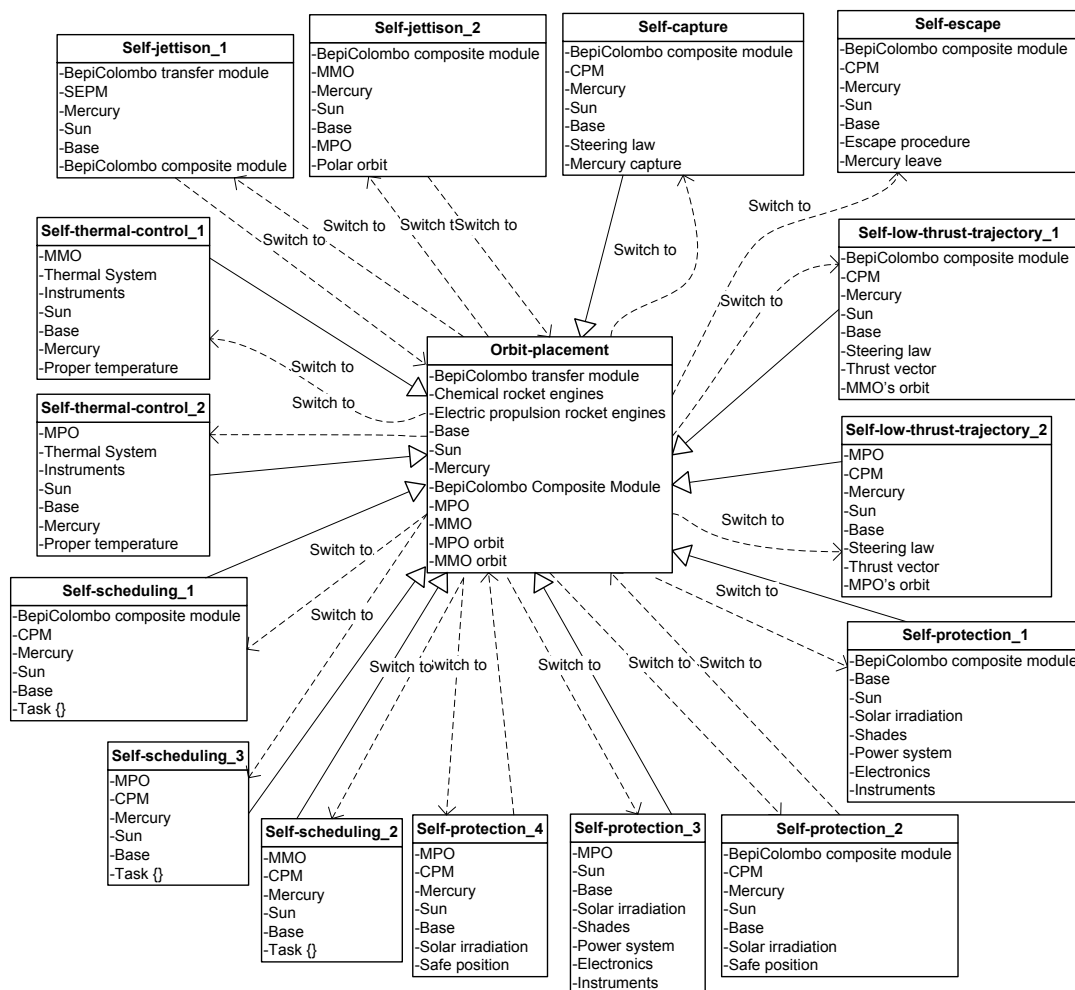 Self-jettison_1
-BepiColombo transfer module
-SEPM
-Mercury
-Sun
-Base
-BepiColombo composite module
Self-jettison_2
-BepiColombo composite module
-MMO
-Mercury
-Sun
-Base
-MPO
-Polar orbit
Self-capture
-BepiColombo composite module
-CPM
-Mercury
-Sun
-Base
-Steering law
-Mercury capture
Self-escape
-BepiColombo composite module
-CPM
-Mercury
-Sun
-Base
-Escape procedure
-Mercury leave
Switch to
Switch to
Switch to
Switch to
Switch to
Switch to
Self-thermal-control_1
-MMO
-Thermal System
-Instruments
-Sun
-Base
-Mercury
-Proper temperature
Self-low-thrust-trajectory_1
-BepiColombo composite module
-CPM
-Mercury
-Sun
-Base
-Steering law
-Thrust vector
-MMO's orbit
Orbit-placement
-BepiColombo transfer module
-Chemical rocket engines
-Electric propulsion rocket engines
-Base
-Sun
-Mercury
-BepiColombo Composite Module
-MPO
-MMO
-MPO orbit
-MMO orbit
Switch to
Self-thermal-control_2
-MPO
-Thermal System
-Instruments
-Sun
-Base
-Mercury
-Proper temperature
Self-low-thrust-trajectory_2
-MPO
-CPM
-Mercury
-Sun
-Base
-Steering law
-Thrust vector
-MPO's orbit
Switch to
Switch to
Self-scheduling_1
-BepiColombo composite module
-CPM
-Mercury
-Sun
-Base
-Task {}
Switch to
Self-protection_1
-BepiColombo composite module
-Base
-Sun
-Solar irradiation
-Shades
-Power system
-Electronics
-Instruments
Switch to
Switch to
Switch to
Switch to
Switch to
Self-scheduling_3
-MPO
-CPM
-Mercury
-Sun
-Base
-Task {}
Self-scheduling_2
-MMO
-CPM
-Mercury
-Sun
-Base
-Task {}
Self-protection_4
-MPO
-CPM
-Mercury
-Sun
-Base
-Solar irradiation
-Safe position
Self-protection_3
-MPO
-Sun
-Base
-Solar irradiation
-Shades
-Power system
-Electronics
-Instruments
Self-protection_2
-BepiColombo composite module
-CPM
-Mercury
-Sun
-Base
-Solar irradiation
-Safe position